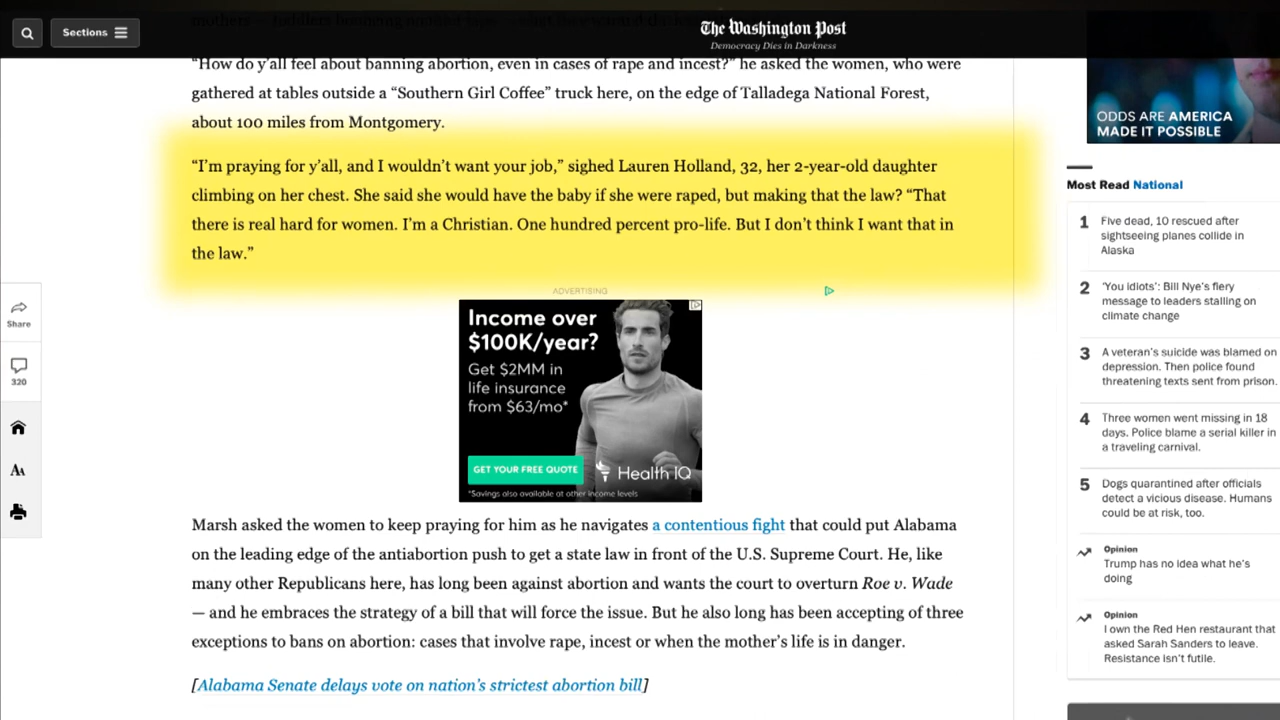 Sections
The Washington Post
Democracy Dies in Darkness
“How do y’all feel about banning abortion, even in cases of rape and incest?” he asked the women, who were
gathered at tables outside a “Southern Girl Coffee” truck here, on the edge of Talladega National Forest,
about 100 miles from Montgomery.
“I’m praying for y’all, and I wouldn’t want your job,” sighed Lauren Holland, 32, her 2-year-old daughter
climbing on her chest. She said she would have the baby if she were raped, but making that the law? “That
there is real hard for women. I’m a Christian. One hundred percent pro-life. But I don’t think I want that in
the law.”
Share
320
AA
ADVERTISING
Income over
$100K/year?
Get $2MM in
life insurance
from $63/mo*
GET YOUR FREE QUOTE
Health IQ
*Savings also available at other income levels
Marsh asked the women to keep praying for him as he navigates a contentious fight that could put Alabama
on the leading edge of the antiabortion push to get a state law in front of the U.S. Supreme Court. He, like
many other Republicans here, has long been against abortion and wants the court to overturn Roe v. Wade
— and he embraces the strategy of a bill that will force the issue. But he also long has been accepting of three
exceptions to bans on abortion: cases that involve rape, incest or when the mother’s life is in danger.
[Alabama Senate delays vote on nation’s strictest abortion bill]
ODDS ARE AMERICA
MADE IT POSSIBLE
Most Read National
1 Five dead, 10 rescued after
sightseeing planes collide in
Alaska
2 ‘You idiots’: Bill Nye’s fiery
message to leaders stalling on
climate change
3 A veteran’s suicide was blamed on
depression. Then police found
threatening texts sent from prison.
4 Three women went missing in 18
days. Police blame a serial killer in
a traveling carnival.
5 Dogs quarantined after officials
detect a vicious disease. Humans
could be at risk, too.
Opinion
Trump has no idea what he’s
doing
Opinion
I own the Red Hen restaurant that
asked Sarah Sanders to leave.
Resistance isn’t futile.